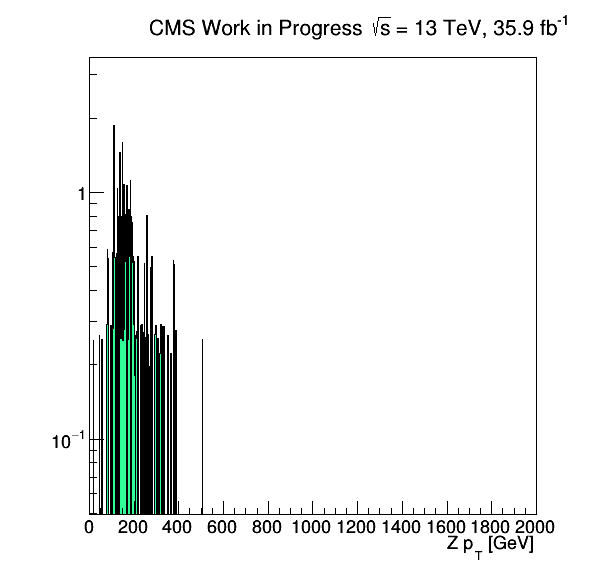 CMS Work in Progress √s = 13 TeV, 35.9 fb⁻¹
1
10⁻¹
0 200 400 600 800 1000 1200 1400 1600 1800 2000
Z p_T [GeV]